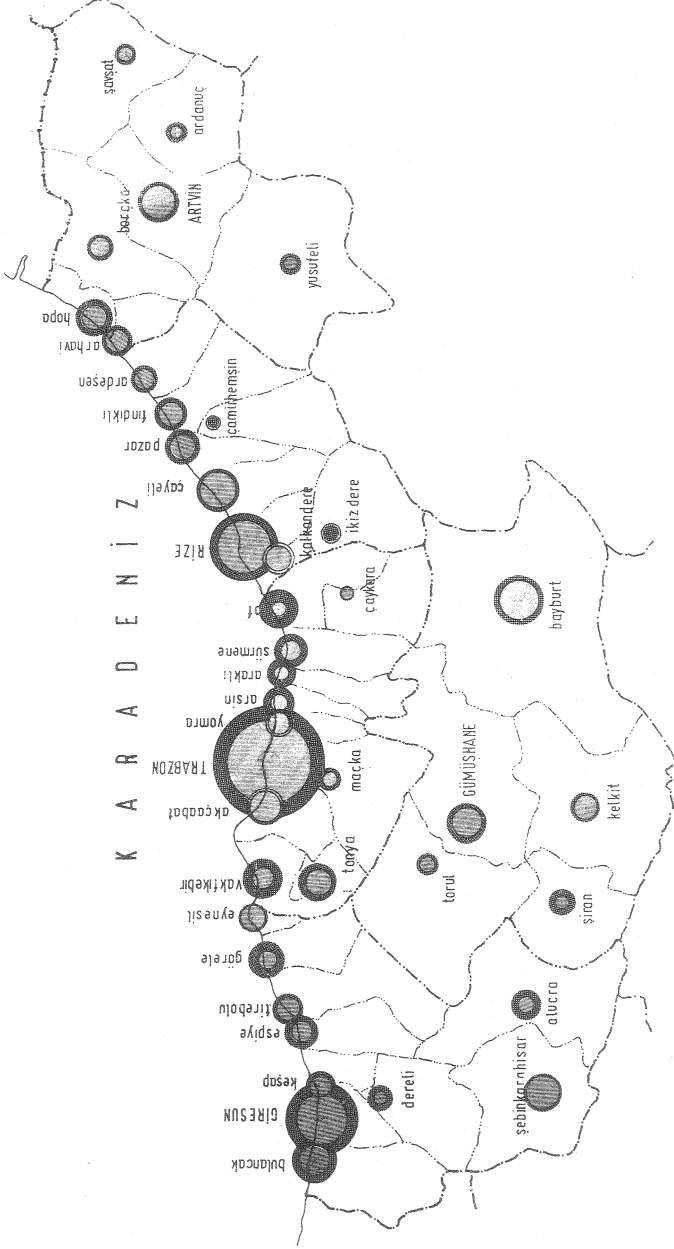 KARADENİZ
şavşat
ardanuç
ARTVİN
borçka
yusufeli
hopa
arhavi
ardeşen
fındıklı
pazar
çamlıhemsin
çayeli
RİZE
kalkandere
ikizdere
of
çaykara
sürmene
araklı
arsin
yomra
TRABZON
macka
akçaabat
bayburt
GÜMÜŞHANE
kelkit
vakfıkebir
tonya
torul
şiran
eynesil
görele
tirebolu
espiye
alucra
keşap
dereli
şebinkarahisar
GİRESUN
bulancak